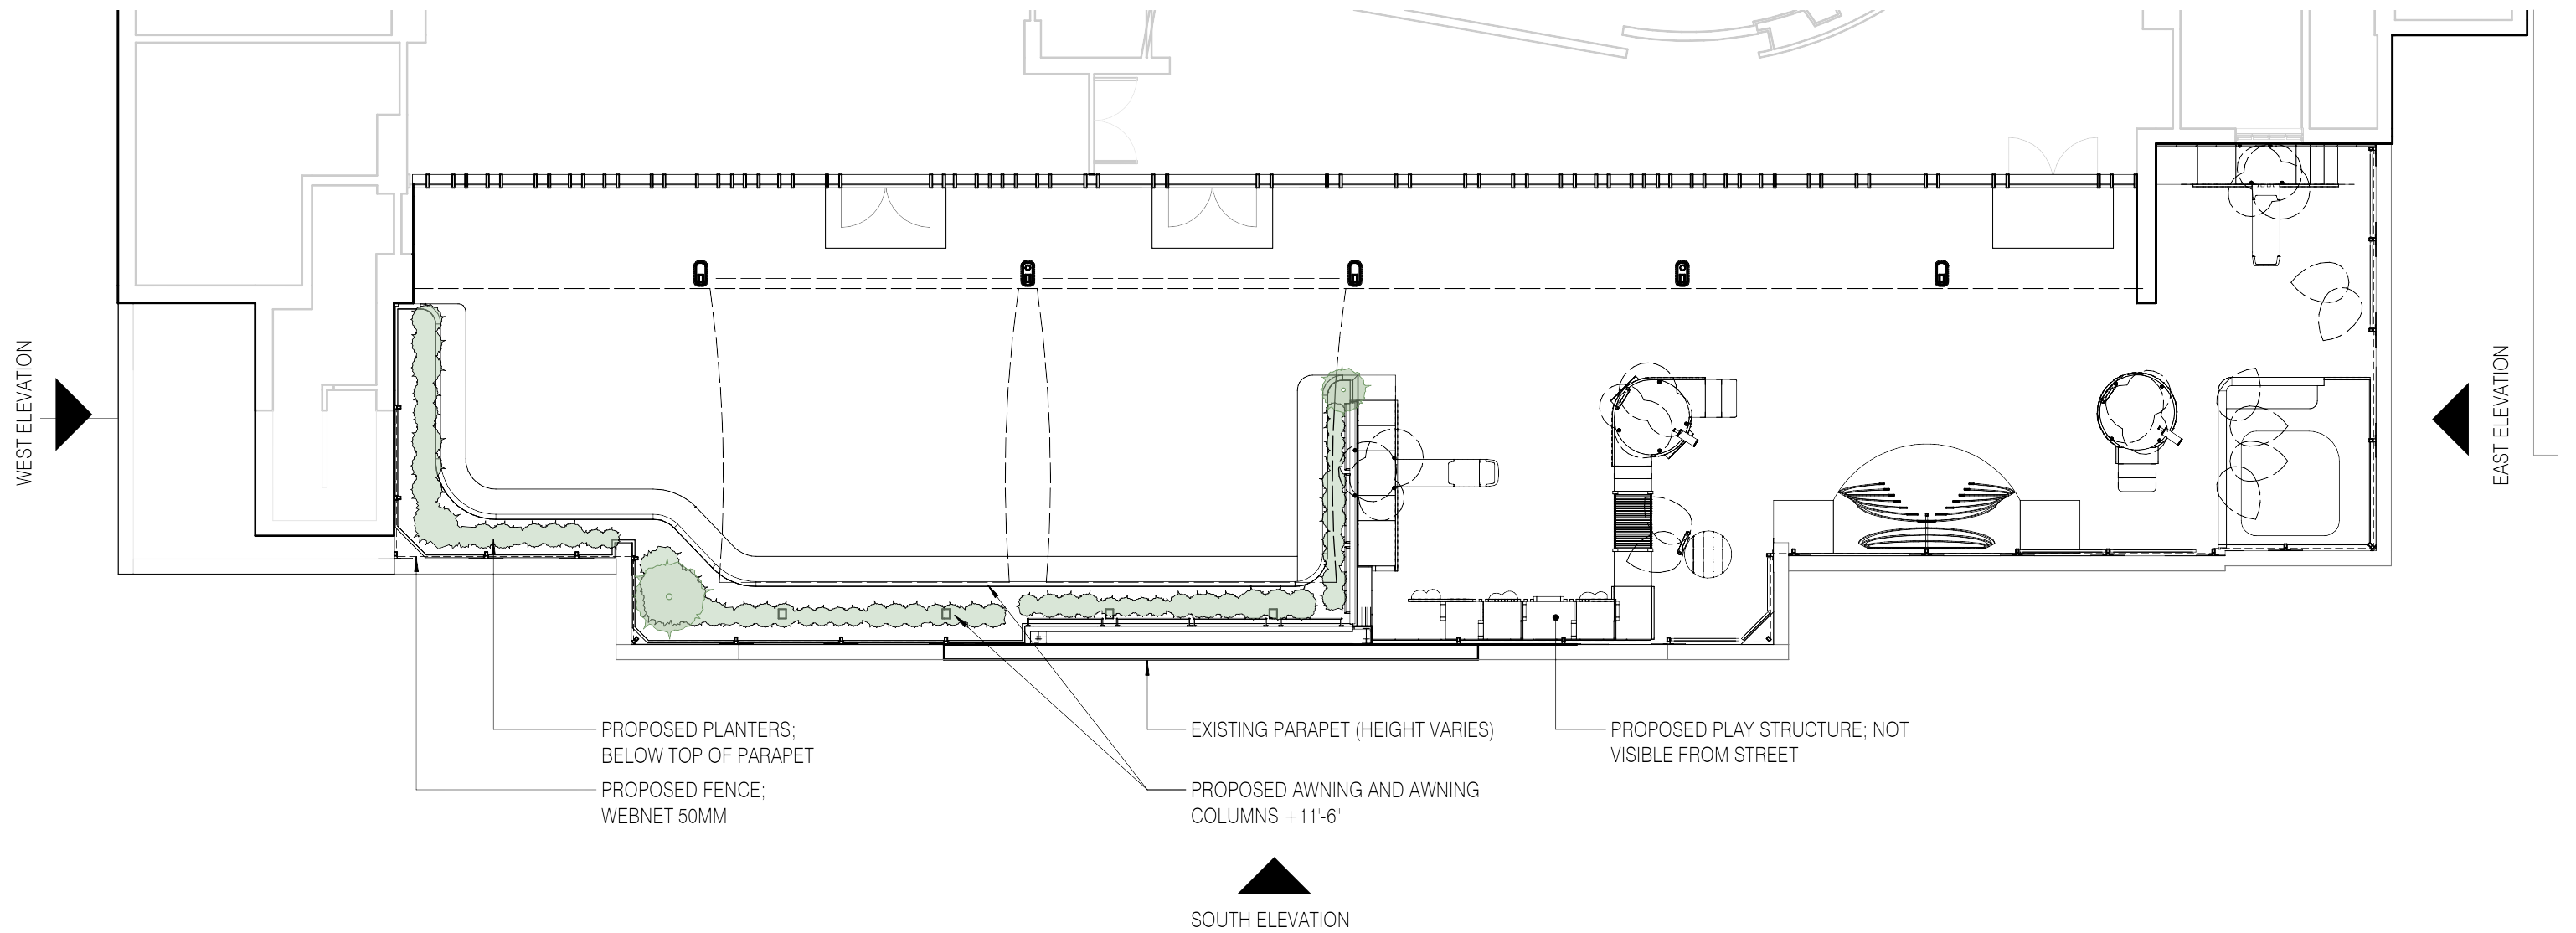 WEST ELEVATION
EAST ELEVATION
PROPOSED PLANTERS;
BELOW TOP OF PARAPET
PROPOSED FENCE;
WEBNET 50MM
EXISTING PARAPET (HEIGHT VARIES)
PROPOSED AWNING AND AWNING
COLUMNS +11'-6"
PROPOSED PLAY STRUCTURE; NOT
VISIBLE FROM STREET
SOUTH ELEVATION